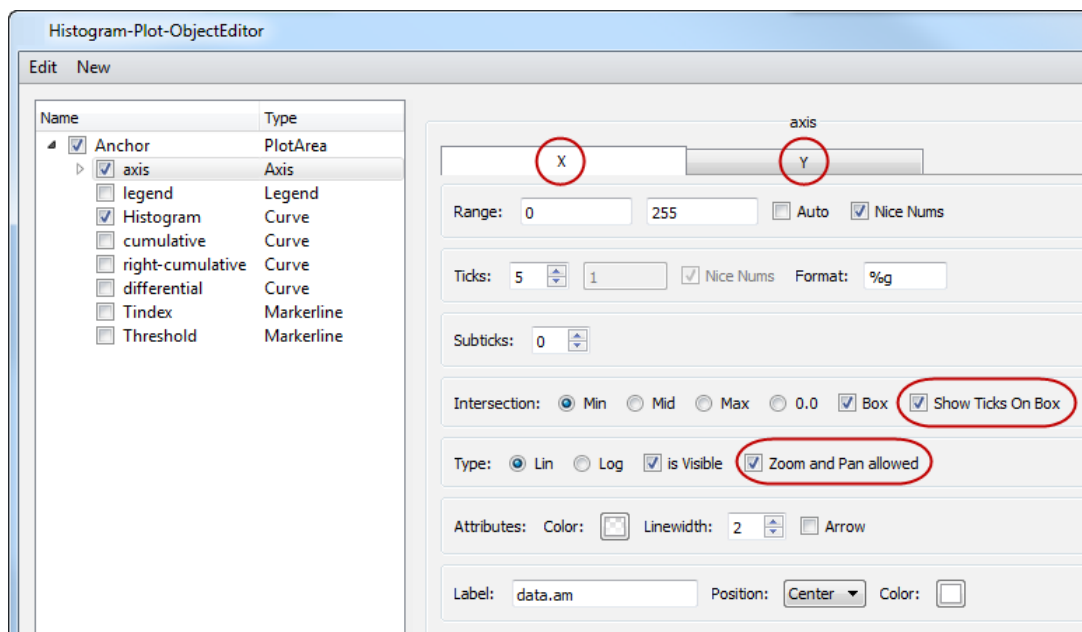 Histogram-Plot-ObjectEditor
Edit New
Name Type
Anchor PlotArea
axis Axis
legend Legend
Histogram Curve
cumulative Curve
right-cumulative Curve
differential Curve
Tindex Markerline
Threshold Markerline
axis
X Y
Range: 0 255 Auto Nice Nums
Ticks: 5 1 Nice Nums Format: %g
Subticks: 0
Intersection: Min Mid Max 0.0 Box Show Ticks On Box
Type: Lin Log is Visible Zoom and Pan allowed
Attributes: Color: Linewidth: 2 Arrow
Label: data.am Position: Center Color: